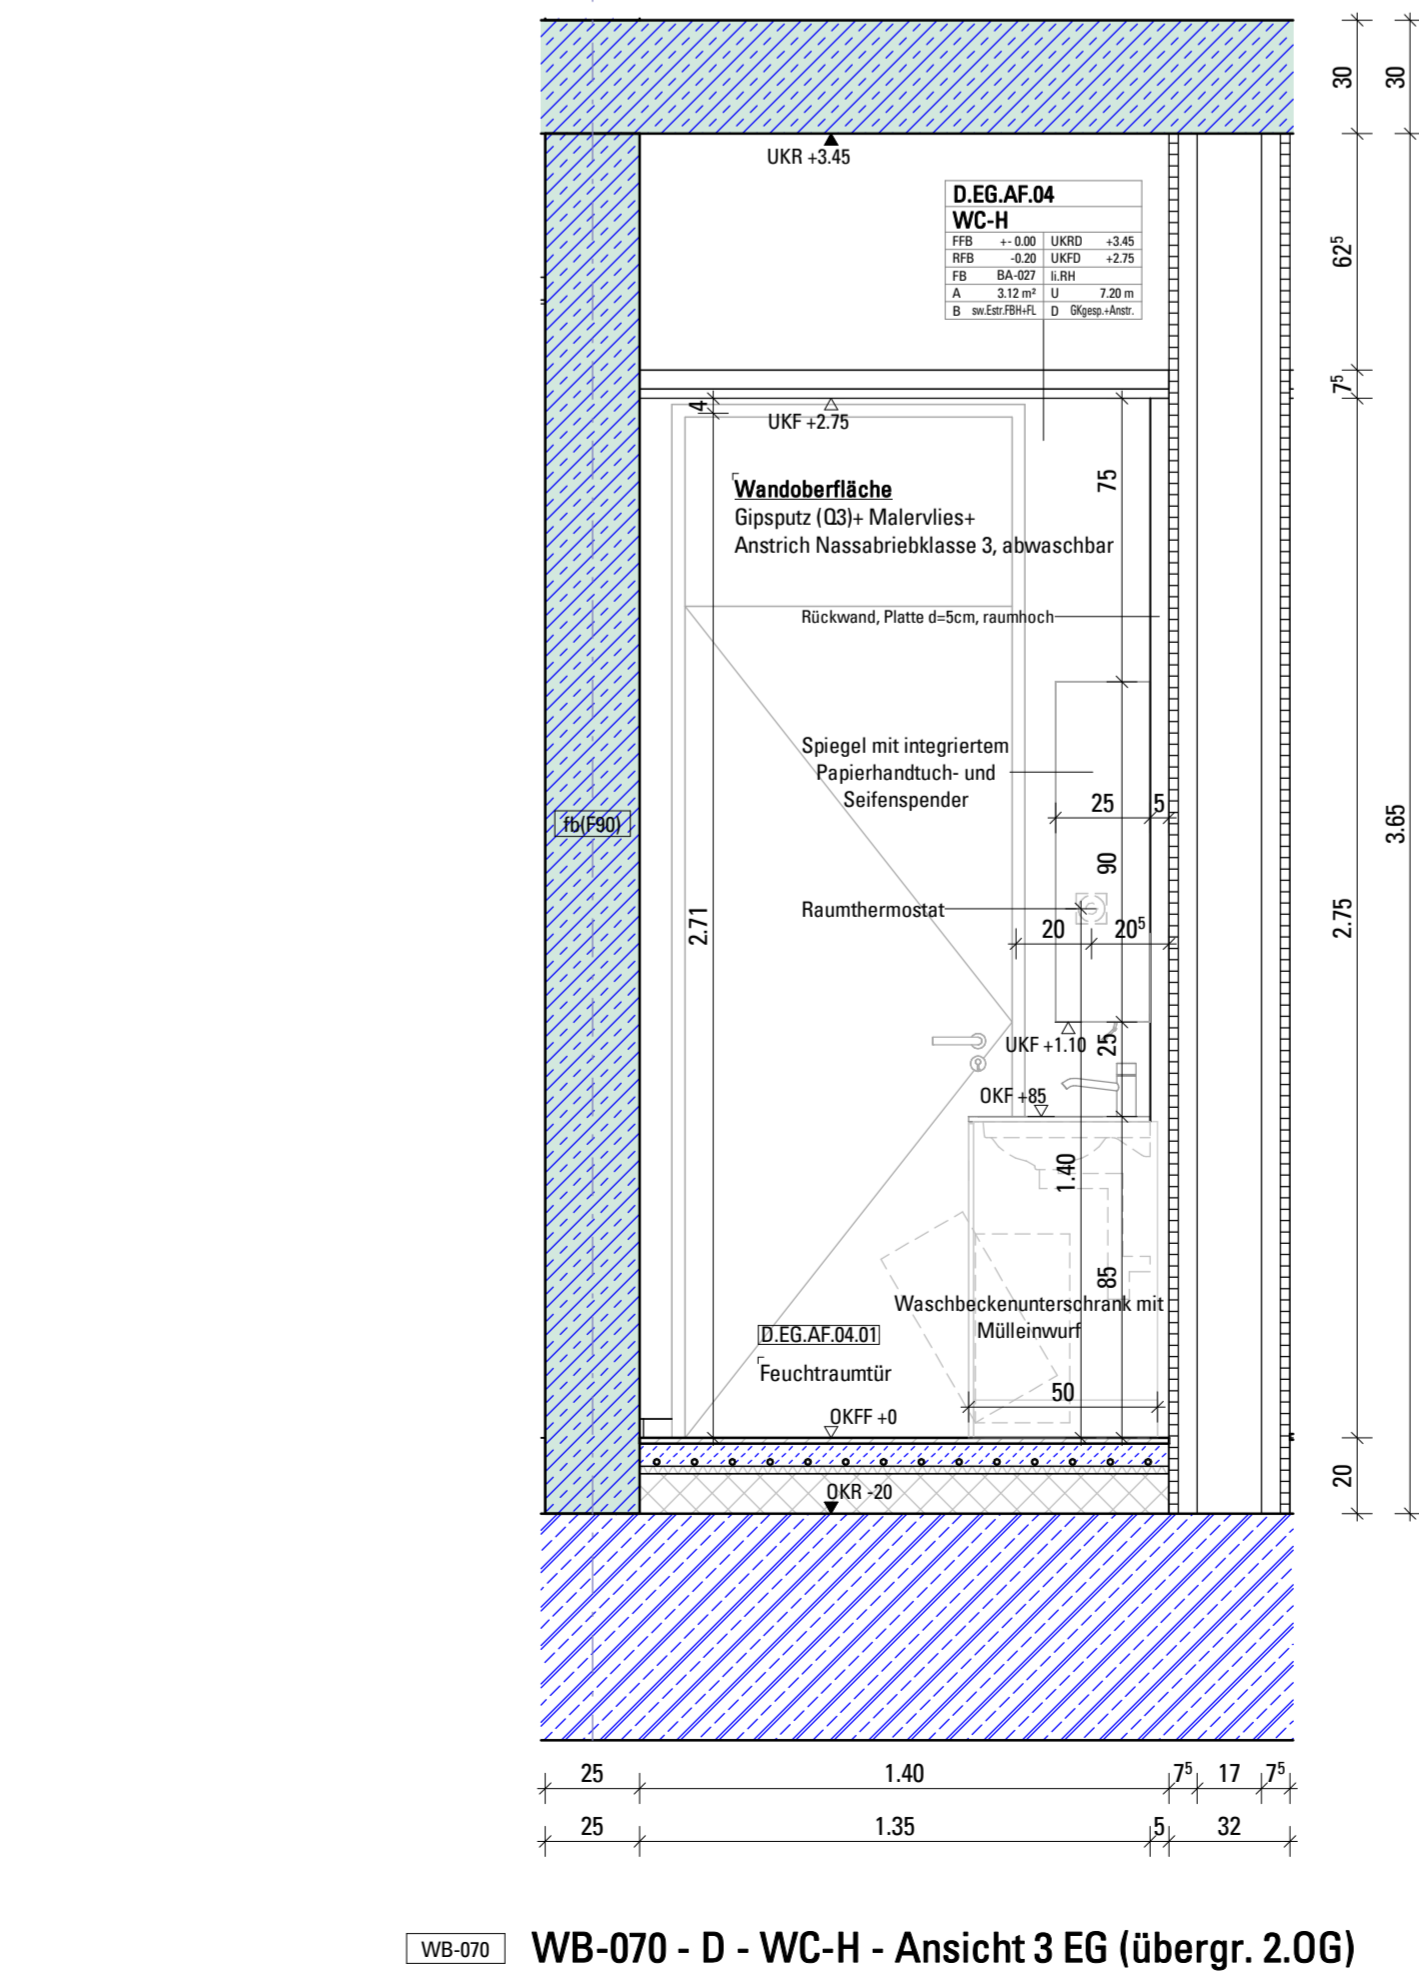 30
30
UKR +3.45
D.EG.AF.04
WC-H
FFB +- 0.00 UKRD +3.45
RFB -0.20 UKFD +2.75
FB BA-027 li.RH
A 3.12 m² U 7.20 m
B sw.Estr.FBH+FL D GKgesp.+Anstr.
62⁵
7⁵
4
UKF +2.75
75
Wandoberfläche
Gipsputz (Q3)+ Malervlies+
Anstrich Nassabriebklasse 3, abwaschbar
Rückwand, Platte d=5cm, raumhoch
Spiegel mit integriertem
Papierhandtuch- und
Seifenspender
25 5
fb(F90)
3.65
90
Raumthermostat
2.71
20 20⁵
2.75
UKF +1.10
25
OKF +85
1.40
85
Waschbeckenunterschrank mit
Mülleinwurf
D.EG.AF.04.01
Feuchtraumtür
50
OKFF +0
20
OKR -20
25 1.40 7⁵ 17 7⁵
25 1.35 5 32
WB-070 WB-070 - D - WC-H - Ansicht 3 EG (übergr. 2.OG)